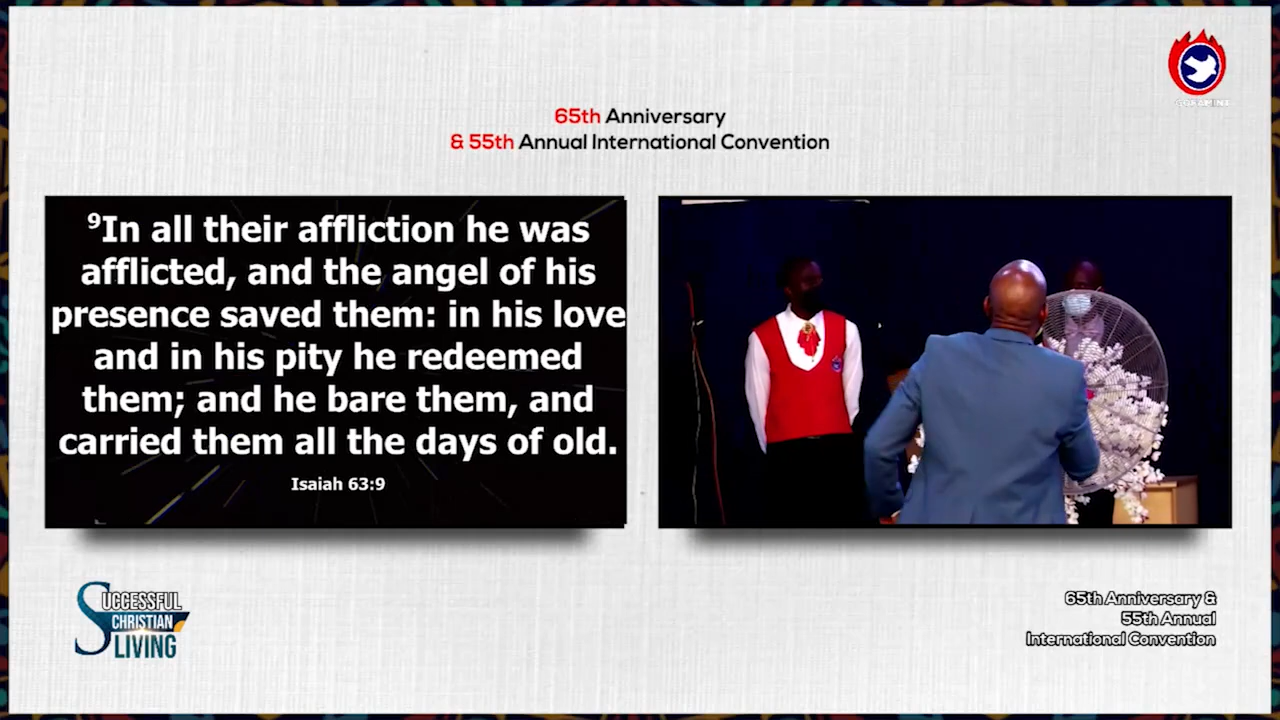 65th Anniversary
& 55th Annual International Convention
9In all their affliction he was
afflicted, and the angel of his
presence saved them: in his love
and in his pity he redeemed
them; and he bare them, and
carried them all the days of old.
Isaiah 63:9
SUCCESSFUL
CHRISTIAN
LIVING
65th Anniversary &
55th Annual
International Convention